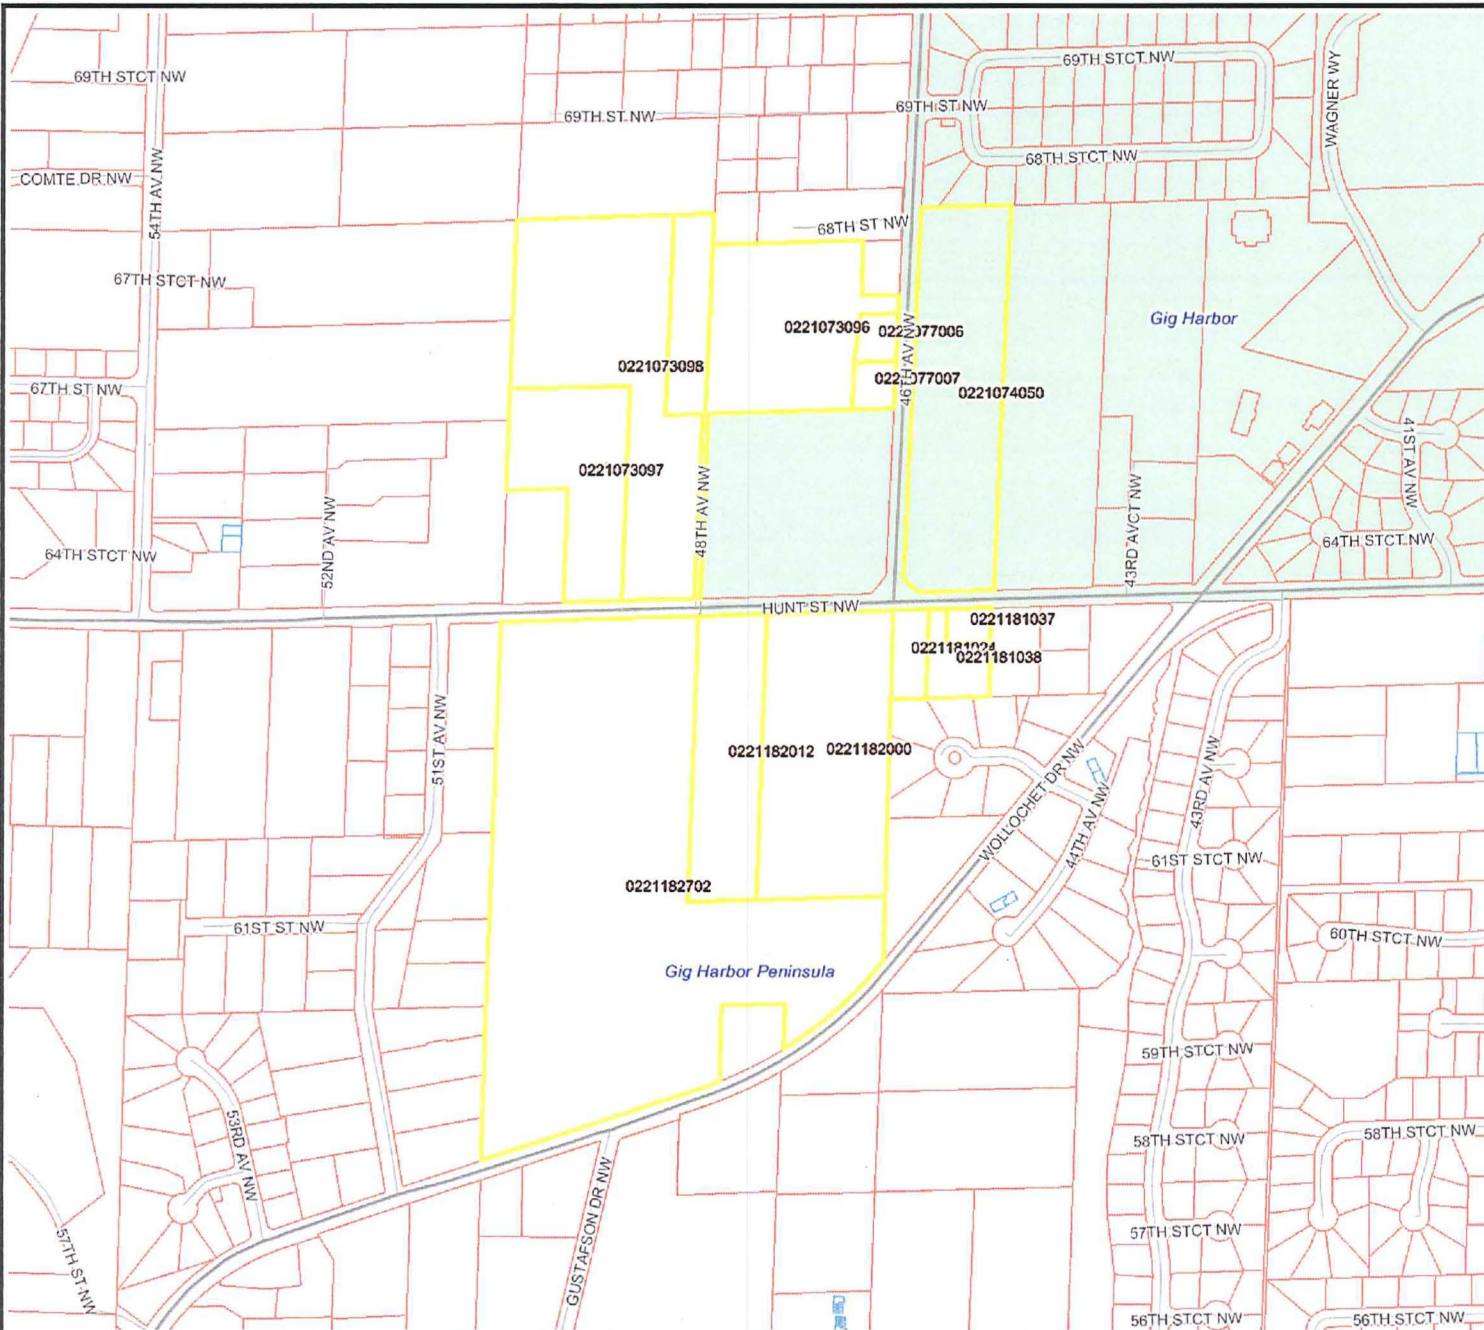 69TH STCT NW
69TH STCT NW
WAGNER WY
69TH ST NW
69TH ST NW
68TH STCT NW
COMTE DR NW
54TH AV NW
68TH ST NW
67TH STCT NW
Gig Harbor
0221073096
0221077006
46TH AV NW
0221073098
0221077007
0221074050
67TH ST NW
41ST AV NW
0221073097
48TH AV NW
43RD AVCT NW
52ND AV NW
64TH STCT NW
64TH STCT NW
HUNT ST NW
0221181037
0221181024
0221181038
51ST AV NW
0221182012
0221182000
WOLLOCHET DR NW
44TH AV NW
43RD AV NW
61ST STCT NW
0221182702
61ST ST NW
60TH STCT NW
Gig Harbor Peninsula
59TH STCT NW
53RD AV NW
58TH STCT NW
58TH STCT NW
GUSTAFSON DR NW
57TH ST NW
57TH STCT NW
56TH STCT NW
56TH STCT NW